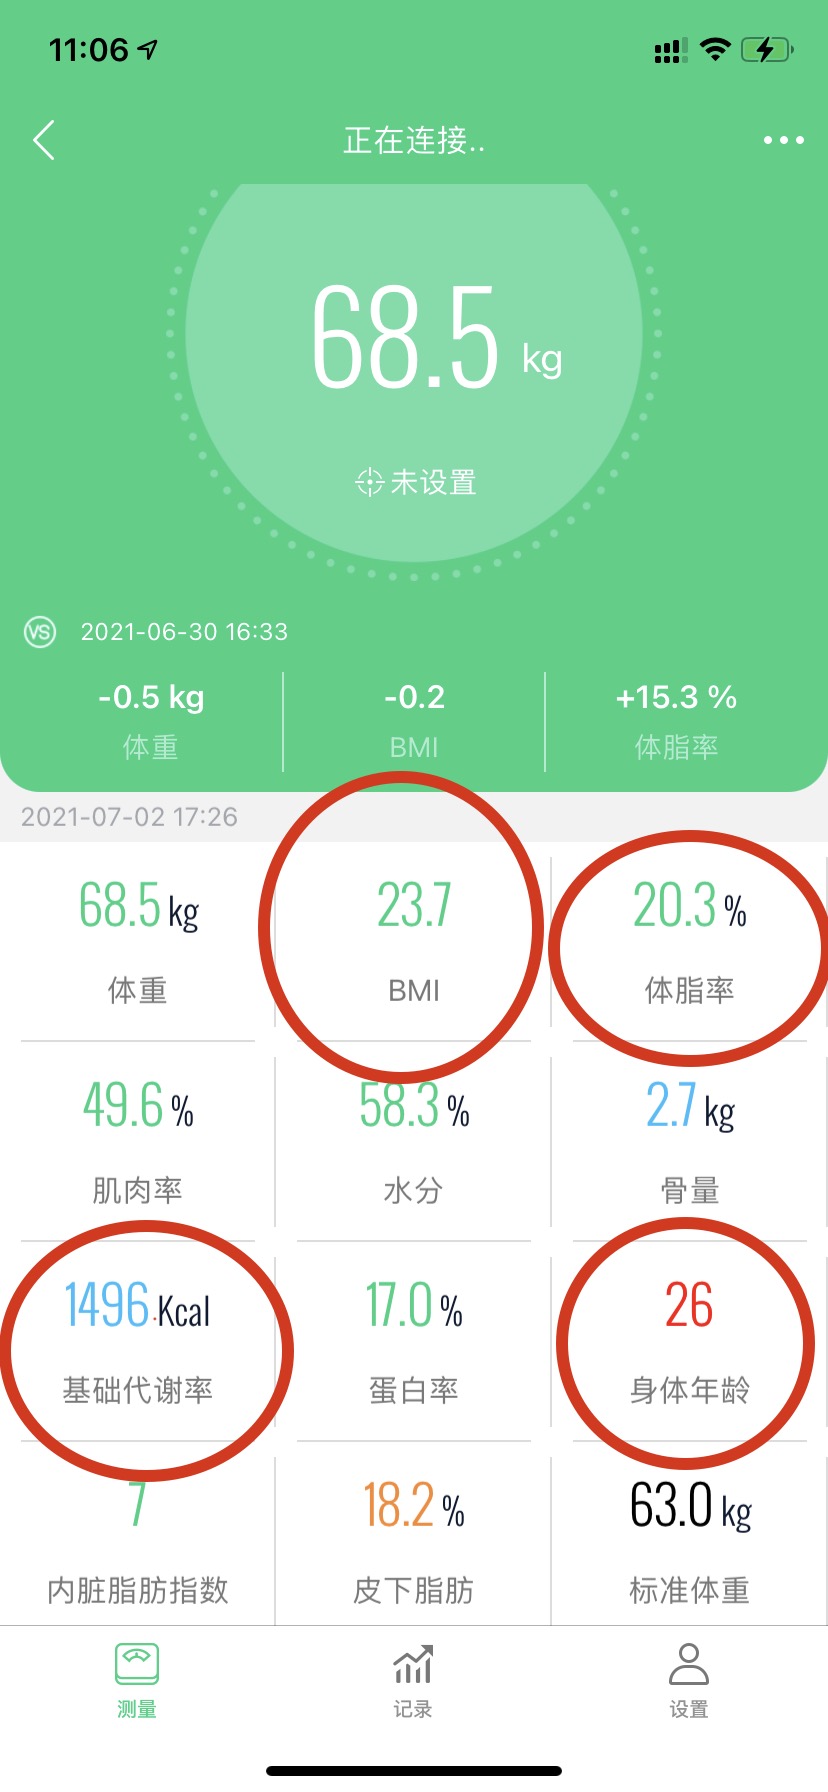 11:06
正在连接..
68.5 kg
未设置
VS 2021-06-30 16:33
-0.5 kg -0.2 +15.3 %
体重 BMI 体脂率
2021-07-02 17:26
68.5 kg 23.7 20.3 %
体重 BMI 体脂率
49.6 % 58.3 % 2.7 kg
肌肉率 水分 骨量
1496 Kcal 17.0 % 26
基础代谢率 蛋白率 身体年龄
7 18.2 % 63.0 kg
内脏脂肪指数 皮下脂肪 标准体重
测量 记录 设置